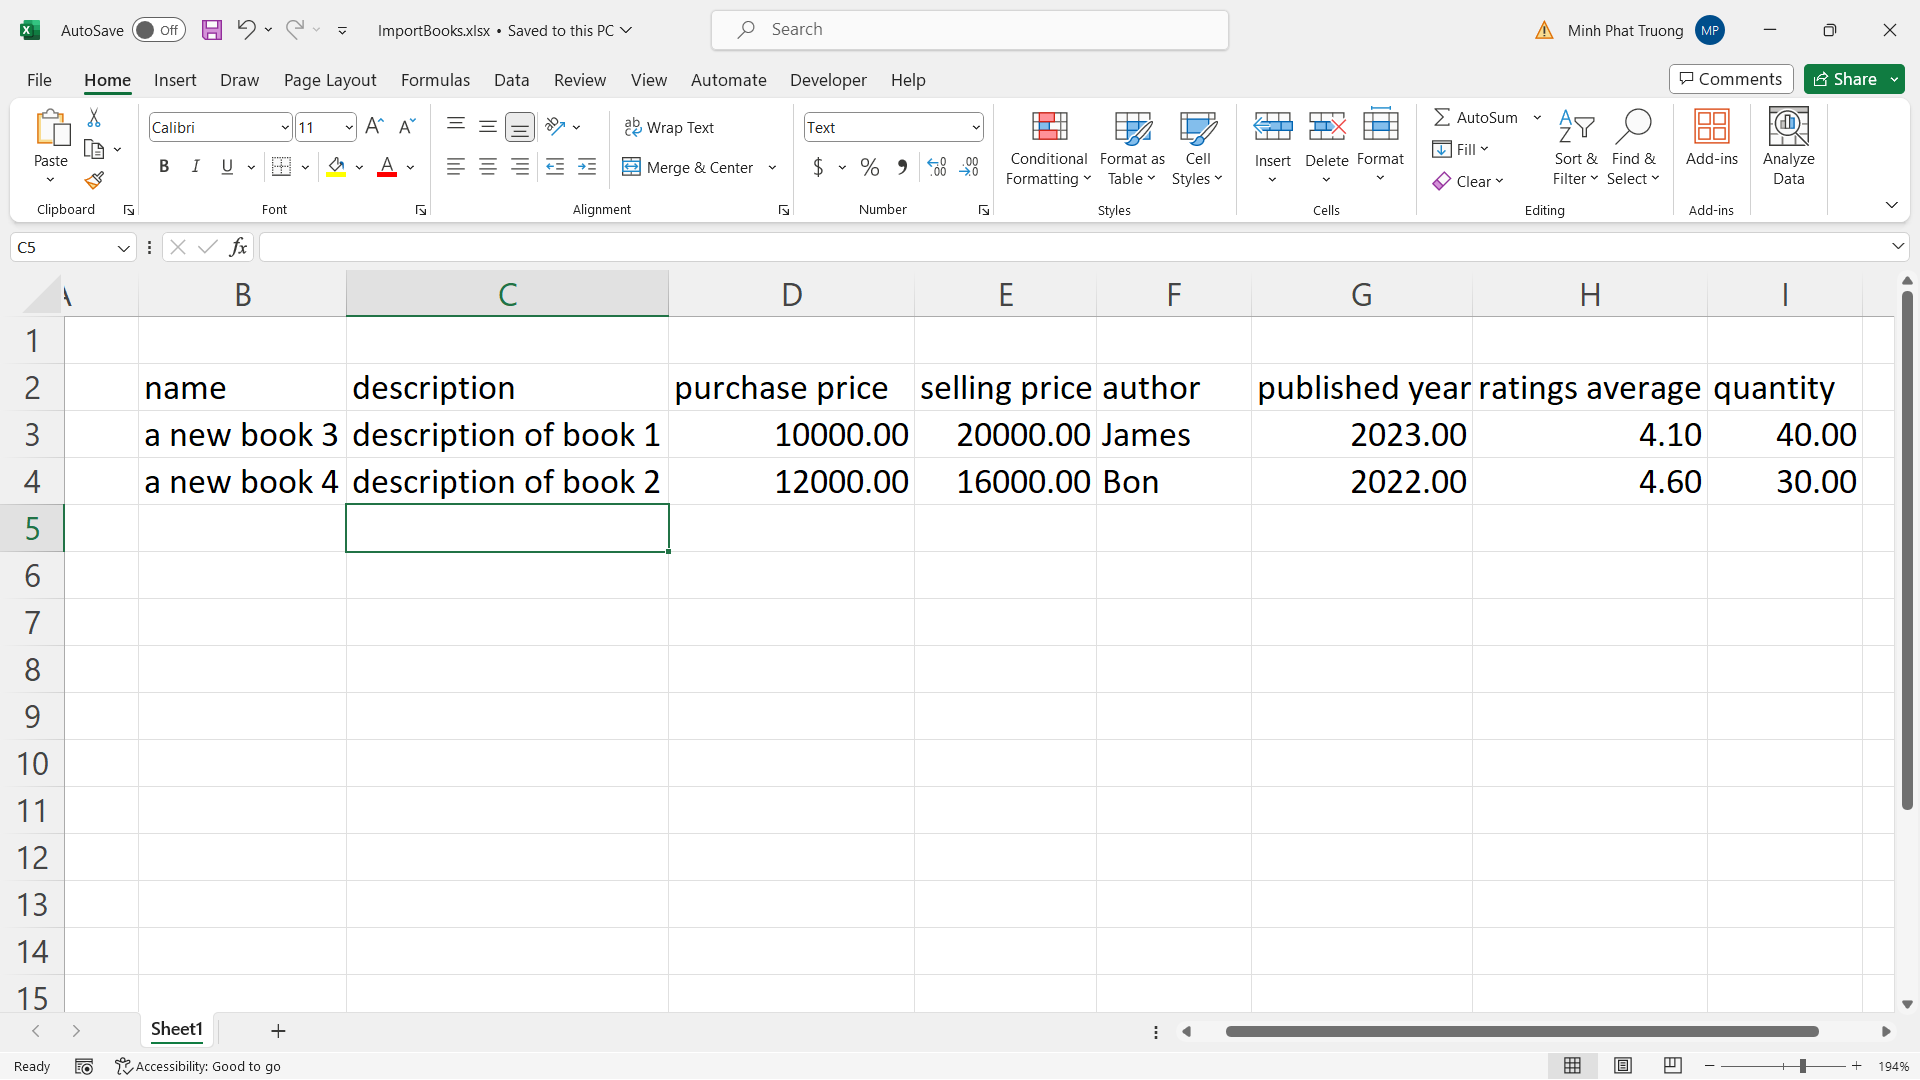 AutoSave Off ImportBooks.xlsx • Saved to this PC Search Minh Phat Truong MP
File Home Insert Draw Page Layout Formulas Data Review View Automate Developer Help Comments Share
Paste Calibri 11 Wrap Text Text Conditional Formatting Format as Table Cell Styles Insert Delete Format AutoSum Sort & Filter Find & Select Add-ins Analyze Data
B I U Merge & Center $ % Fill
Clear
Clipboard Font Alignment Number Styles Cells Editing Add-ins
C5 fx
A B C D E F G H I
1
2 name description purchase price selling price author published year ratings average quantity
3 a new book 3 description of book 1 10000.00 20000.00 James 2023.00 4.10 40.00
4 a new book 4 description of book 2 12000.00 16000.00 Bon 2022.00 4.60 30.00
5
6
7
8
9
10
11
12
13
14
15
Sheet1
Ready Accessibility: Good to go 194%